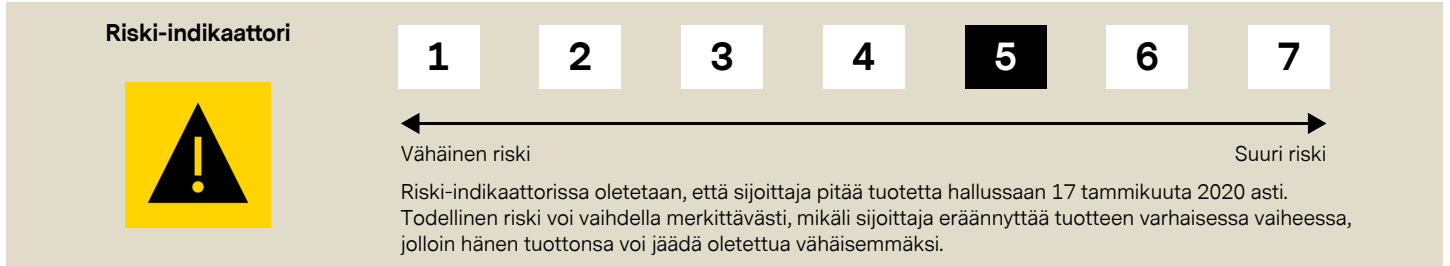 Riski-indikaattori
1 2 3 4 5 6 7
Vähäinen riski Suuri riski
Riski-indikaattorissa oletetaan, että sijoittaja pitää tuotetta hallussaan 17 tammikuuta 2020 asti.
Todellinen riski voi vaihdella merkittävästi, mikäli sijoittaja eräännyttää tuotteen varhaisessa vaiheessa,
jolloin hänen tuottonsa voi jäädä oletettua vähäisemmäksi.